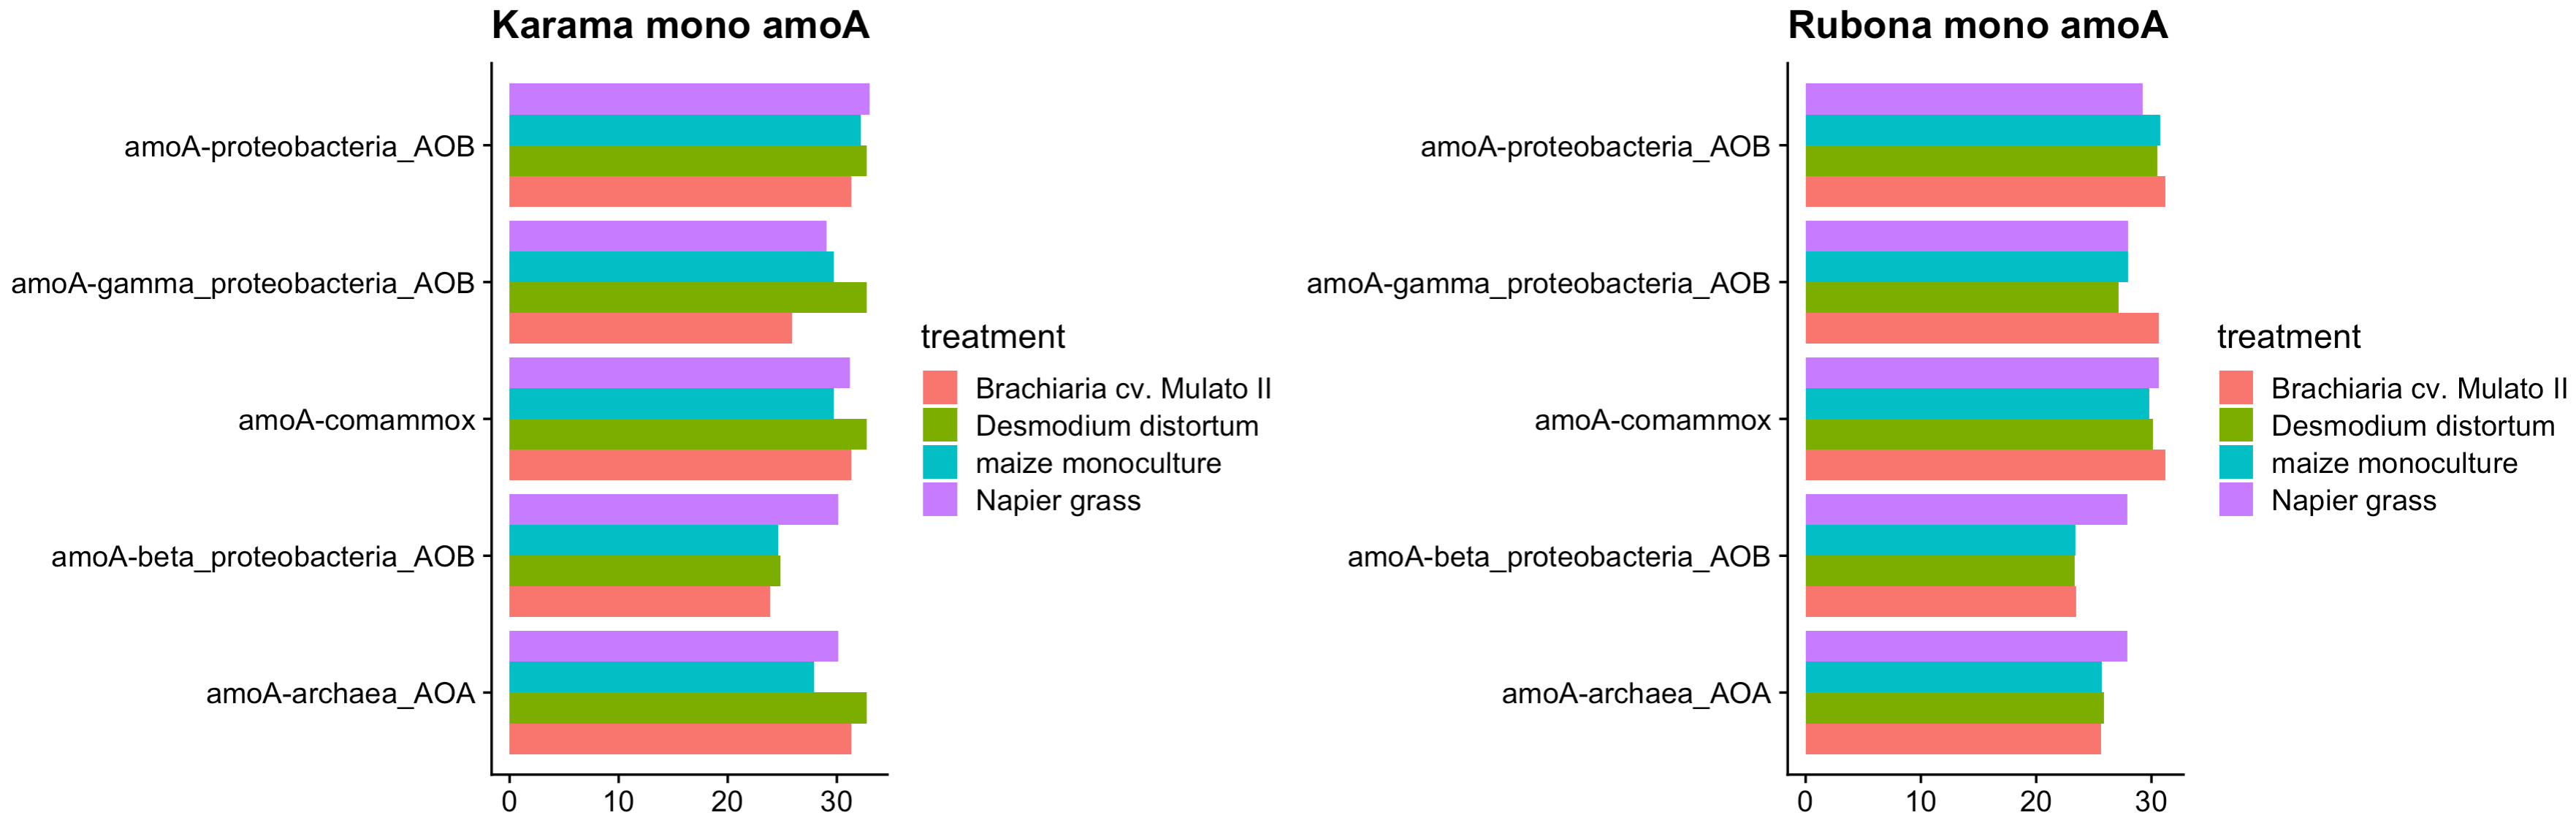 Karama mono amoA
amoA-proteobacteria_AOB
amoA-gamma_proteobacteria_AOB
amoA-comammox
amoA-beta_proteobacteria_AOB
amoA-archaea_AOA
0 10 20 30
treatment
Brachiaria cv. Mulato II
Desmodium distortum
maize monoculture
Napier grass
Rubona mono amoA
amoA-proteobacteria_AOB
amoA-gamma_proteobacteria_AOB
amoA-comammox
amoA-beta_proteobacteria_AOB
amoA-archaea_AOA
0 10 20 30
treatment
Brachiaria cv. Mulato II
Desmodium distortum
maize monoculture
Napier grass